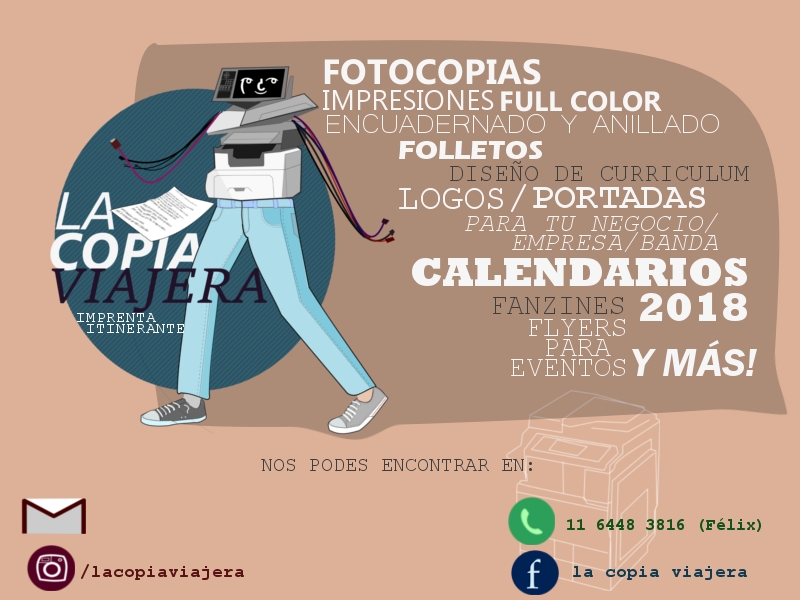 FOTOCOPIAS
IMPRESIONES FULL COLOR
ENCUADERNADO Y ANILLADO
FOLLETOS
DISEÑO DE CURRICULUM
LOGOS / PORTADAS
PARA TU NEGOCIO/
EMPRESA/BANDA
CALENDARIOS
FANZINES 2018
FLYERS
PARA
EVENTOS Y MÁS!
LA
COPIA
VIAJERA
IMPRENTA
ITINERANTE
NOS PODES ENCONTRAR EN:
11 6448 3816 (Félix)
/lacopiaviajera
la copia viajera